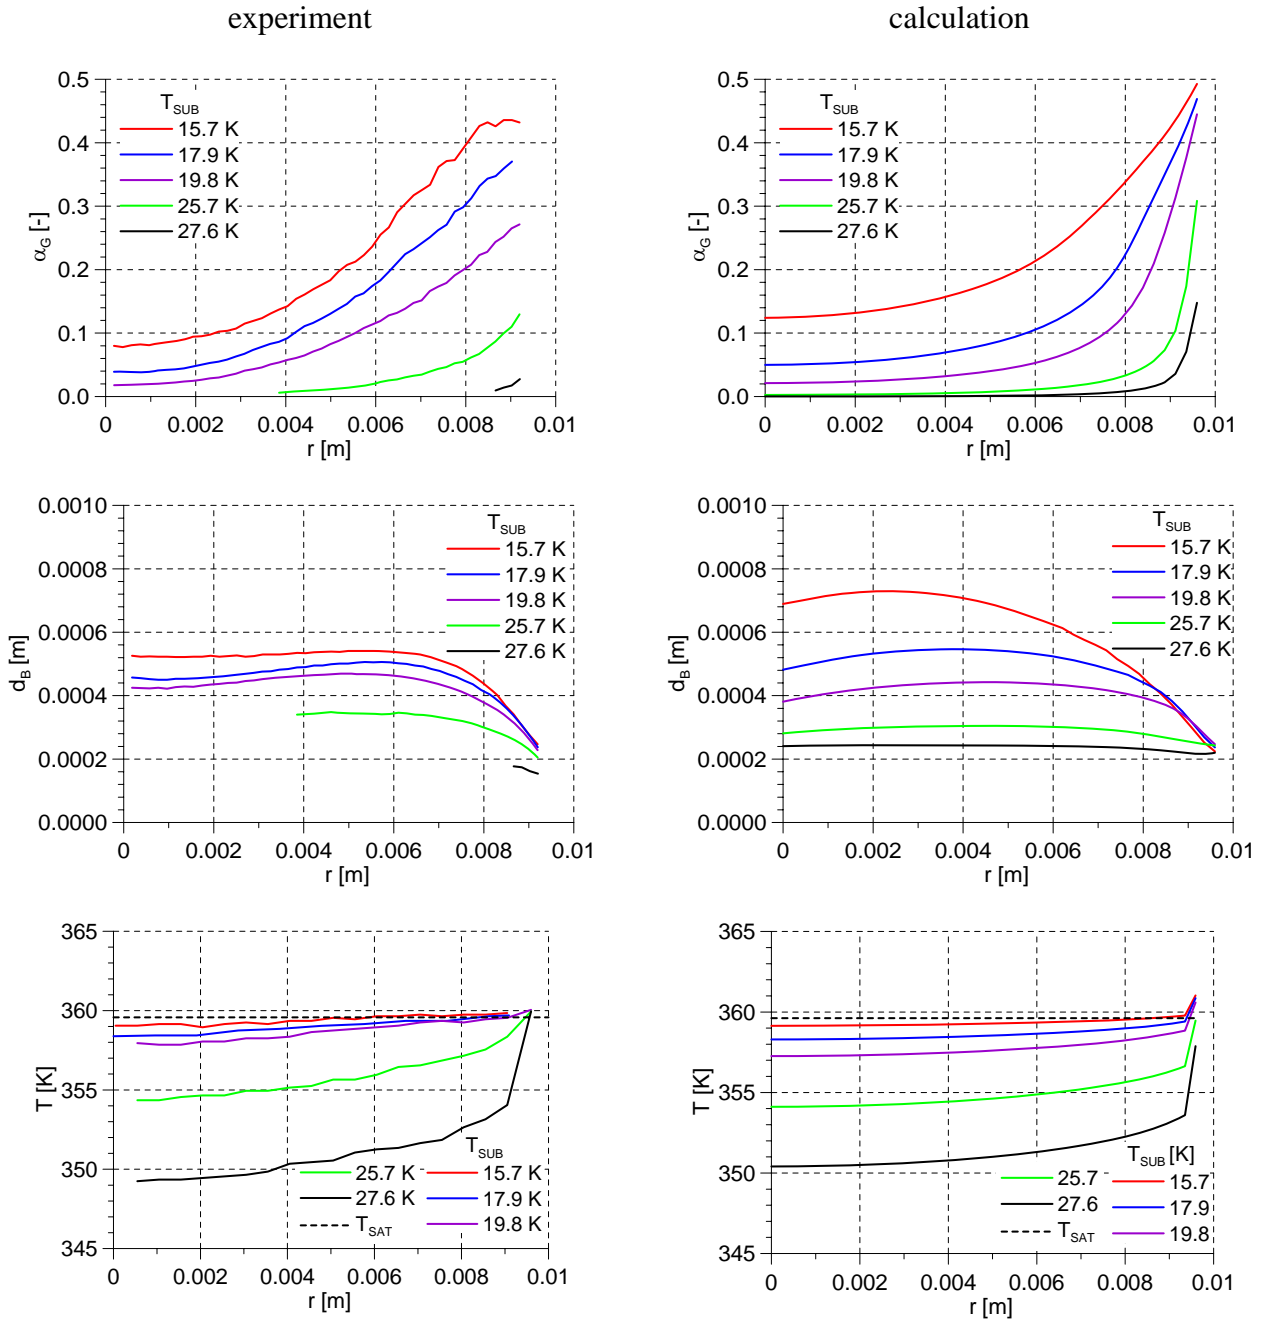 experiment
calculation
0.5
0.4
0.3
0.2
0.1
0.0
α_G [-]
T_SUB
15.7 K
17.9 K
19.8 K
25.7 K
27.6 K
0 0.002 0.004 0.006 0.008 0.01
r [m]
0.5
0.4
0.3
0.2
0.1
0.0
α_G [-]
T_SUB
15.7 K
17.9 K
19.8 K
25.7 K
27.6 K
0 0.002 0.004 0.006 0.008 0.01
r [m]
0.0010
0.0008
0.0006
0.0004
0.0002
0.0000
d_B [m]
T_SUB
15.7 K
17.9 K
19.8 K
25.7 K
27.6 K
0 0.002 0.004 0.006 0.008 0.01
r [m]
0.0010
0.0008
0.0006
0.0004
0.0002
0.0000
d_B [m]
T_SUB
15.7 K
17.9 K
19.8 K
25.7 K
27.6 K
0 0.002 0.004 0.006 0.008 0.01
r [m]
365
360
355
350
345
T [K]
T_SUB
25.7 K 15.7 K
27.6 K 17.9 K
T_SAT 19.8 K
0 0.002 0.004 0.006 0.008 0.01
r [m]
365
360
355
350
345
T [K]
T_SUB [K]
25.7 15.7
27.6 17.9
T_SAT 19.8
0 0.002 0.004 0.006 0.008 0.01
r [m]